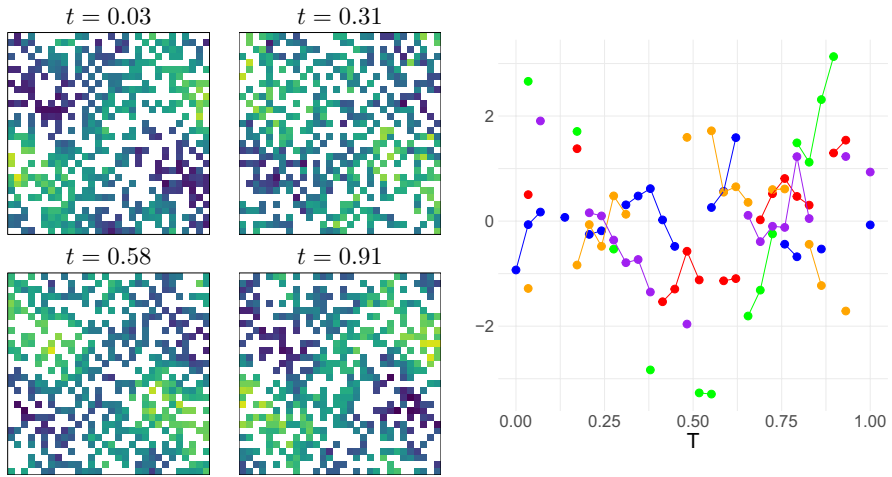 t = 0.03
t = 0.31
t = 0.58
t = 0.91
2
0
−2
0.00 0.25 0.50 0.75 1.00
T